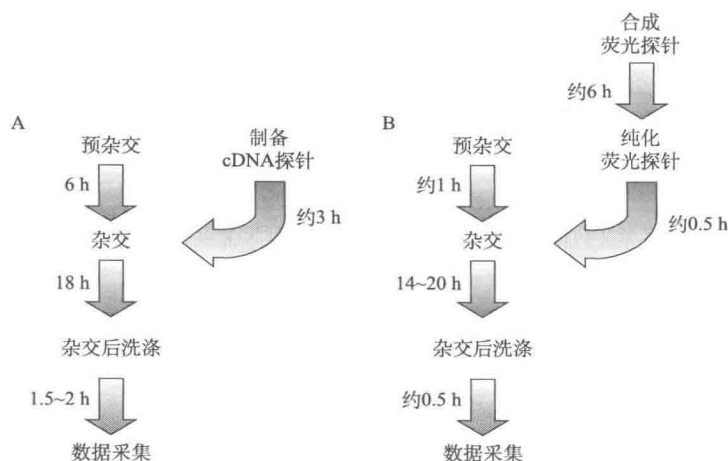 A
预杂交
6 h
制备
cDNA探针
约3 h
杂交
18 h
杂交后洗涤
1.5~2 h
数据采集
B
合成
荧光探针
约6 h
纯化
荧光探针
预杂交
约1 h
约0.5 h
杂交
14~20 h
杂交后洗涤
约0.5 h
数据采集